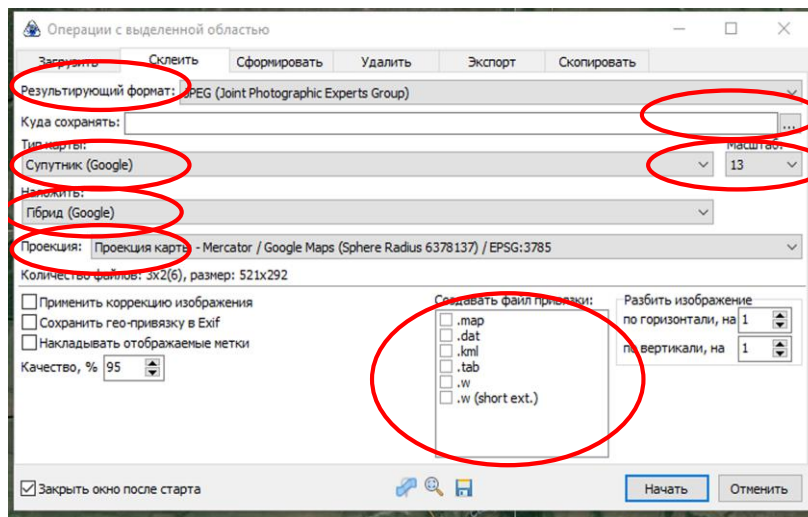 Операции с выделенной областью
Загрузить Склеить Сформировать Удалить Экспорт Скопировать
Результирующий формат: JPEG (Joint Photographic Experts Group)
Куда сохранять: ...
Тип карты: Масштаб:
Супутник (Google) 13
Наложить:
Гібрид (Google)
Проекция: Проекция карты - Mercator / Google Maps (Sphere Radius 6378137) / EPSG:3785
Количество файлов: 3x2(6), размер: 521x292
Применить коррекцию изображения
Сохранить гео-привязку в Exif
Накладывать отображаемые метки
Качество, % 95
Создавать файл привязки:
.map
.dat
.kml
.tab
.w
.w (short ext.)
Разбить изображение
по горизонтали, на 1
по вертикали, на 1
Закрыть окно после старта
Начать Отменить